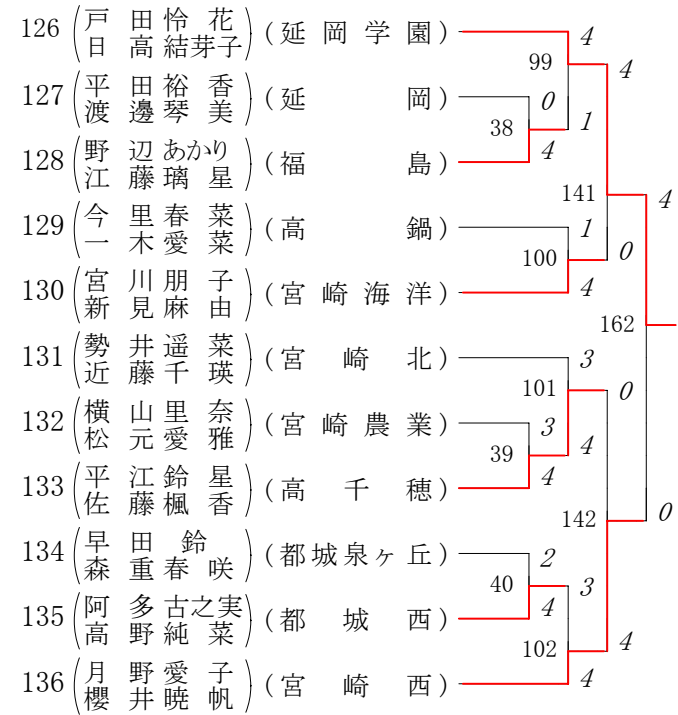 126 (戸田怜花 日高結芽子) (延岡学園) 4
99 4
127 (平田裕香 渡邊琴美) (延岡) 0
38 1
128 (野辺あかり 江藤璃星) (福島) 4
141 4
129 (今里春菜 一木愛菜) (高鍋) 1
100 0
130 (宮川朋子 新見麻由) (宮崎海洋) 4
162
131 (勢井遥菜 近藤千瑛) (宮崎北) 3
101 0
132 (横山里奈 松元愛雅) (宮崎農業) 3
39 4
133 (平江鈴星 佐藤楓香) (高千穂) 4
142 0
134 (早田鈴 森重春咲) (都城泉ヶ丘) 2
40 3
135 (阿多古之実 高野純菜) (都城西) 4
102 4
136 (月野愛子 櫻井暁帆) (宮崎西) 4